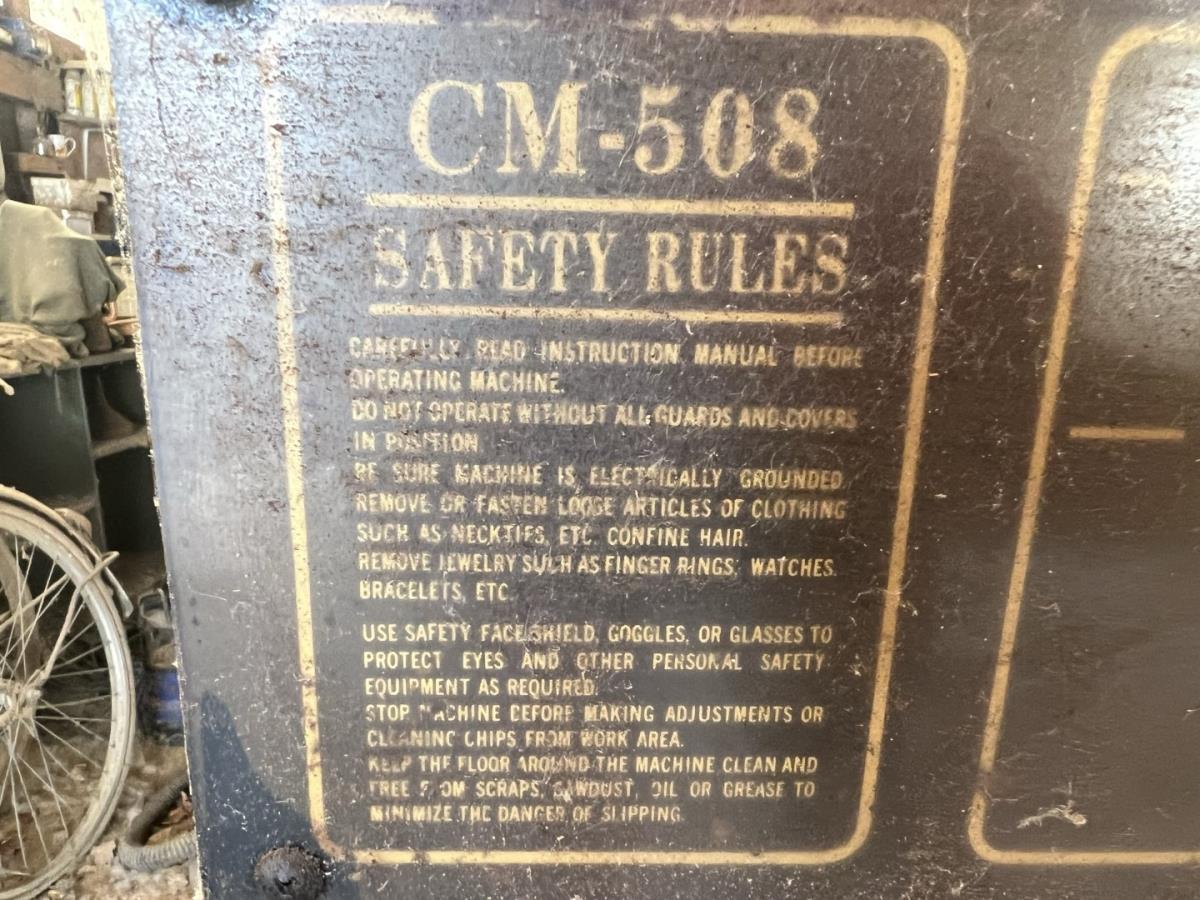 CM-508
SAFETY RULES
CAREFULLY READ INSTRUCTION MANUAL BEFORE
OPERATING MACHINE.
DO NOT OPERATE WITHOUT ALL GUARDS AND COVERS
IN POSITION
BE SURE MACHINE IS ELECTRICALLY GROUNDED.
REMOVE OR FASTEN LOOSE ARTICLES OF CLOTHING
SUCH AS NECKTIES, ETC. CONFINE HAIR.
REMOVE JEWELRY SUCH AS FINGER RINGS, WATCHES.
BRACELETS, ETC.
USE SAFETY FACE SHIELD, GOGGLES, OR GLASSES TO
PROTECT EYES AND OTHER PERSONAL SAFETY
EQUIPMENT AS REQUIRED.
STOP MACHINE BEFORE MAKING ADJUSTMENTS OR
CLEANING CHIPS FROM WORK AREA.
KEEP THE FLOOR AROUND THE MACHINE CLEAN AND
FREE FROM SCRAPS, SAWDUST, OIL OR GREASE TO
MINIMIZE THE DANGER OF SLIPPING.